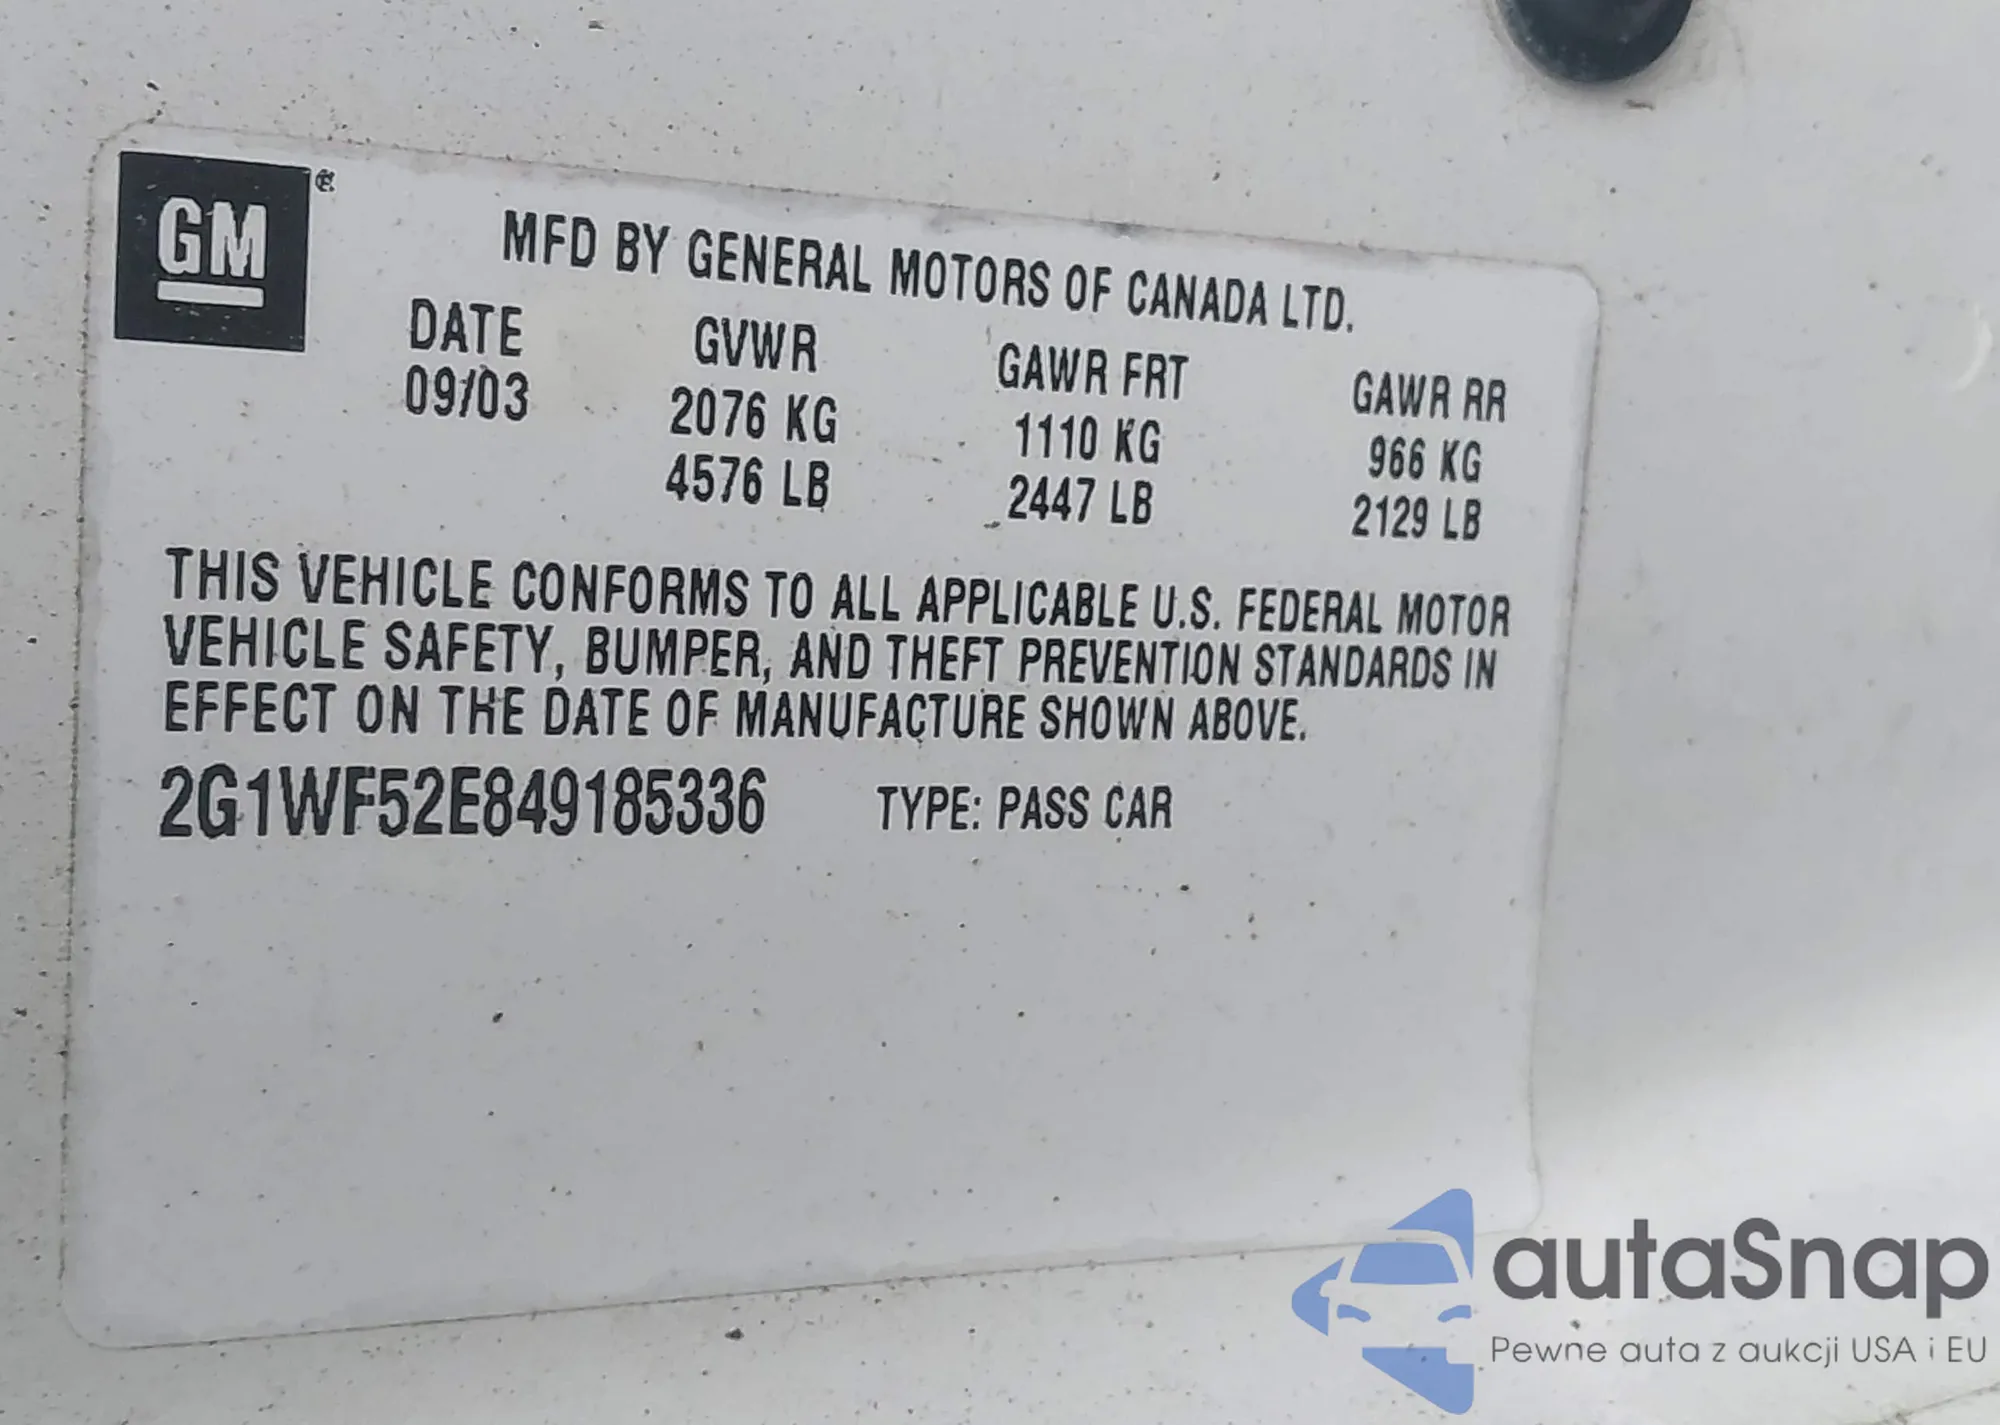 GM
MFD BY GENERAL MOTORS OF CANADA LTD.
DATE GVWR GAWR FRT GAWR RR
09/03 2076 KG 1110 KG 966 KG
4576 LB 2447 LB 2129 LB
THIS VEHICLE CONFORMS TO ALL APPLICABLE U.S. FEDERAL MOTOR
VEHICLE SAFETY, BUMPER, AND THEFT PREVENTION STANDARDS IN
EFFECT ON THE DATE OF MANUFACTURE SHOWN ABOVE.
2G1WF52E849185336 TYPE: PASS CAR
autaSnap
Pewne auta z aukcji USA i EU